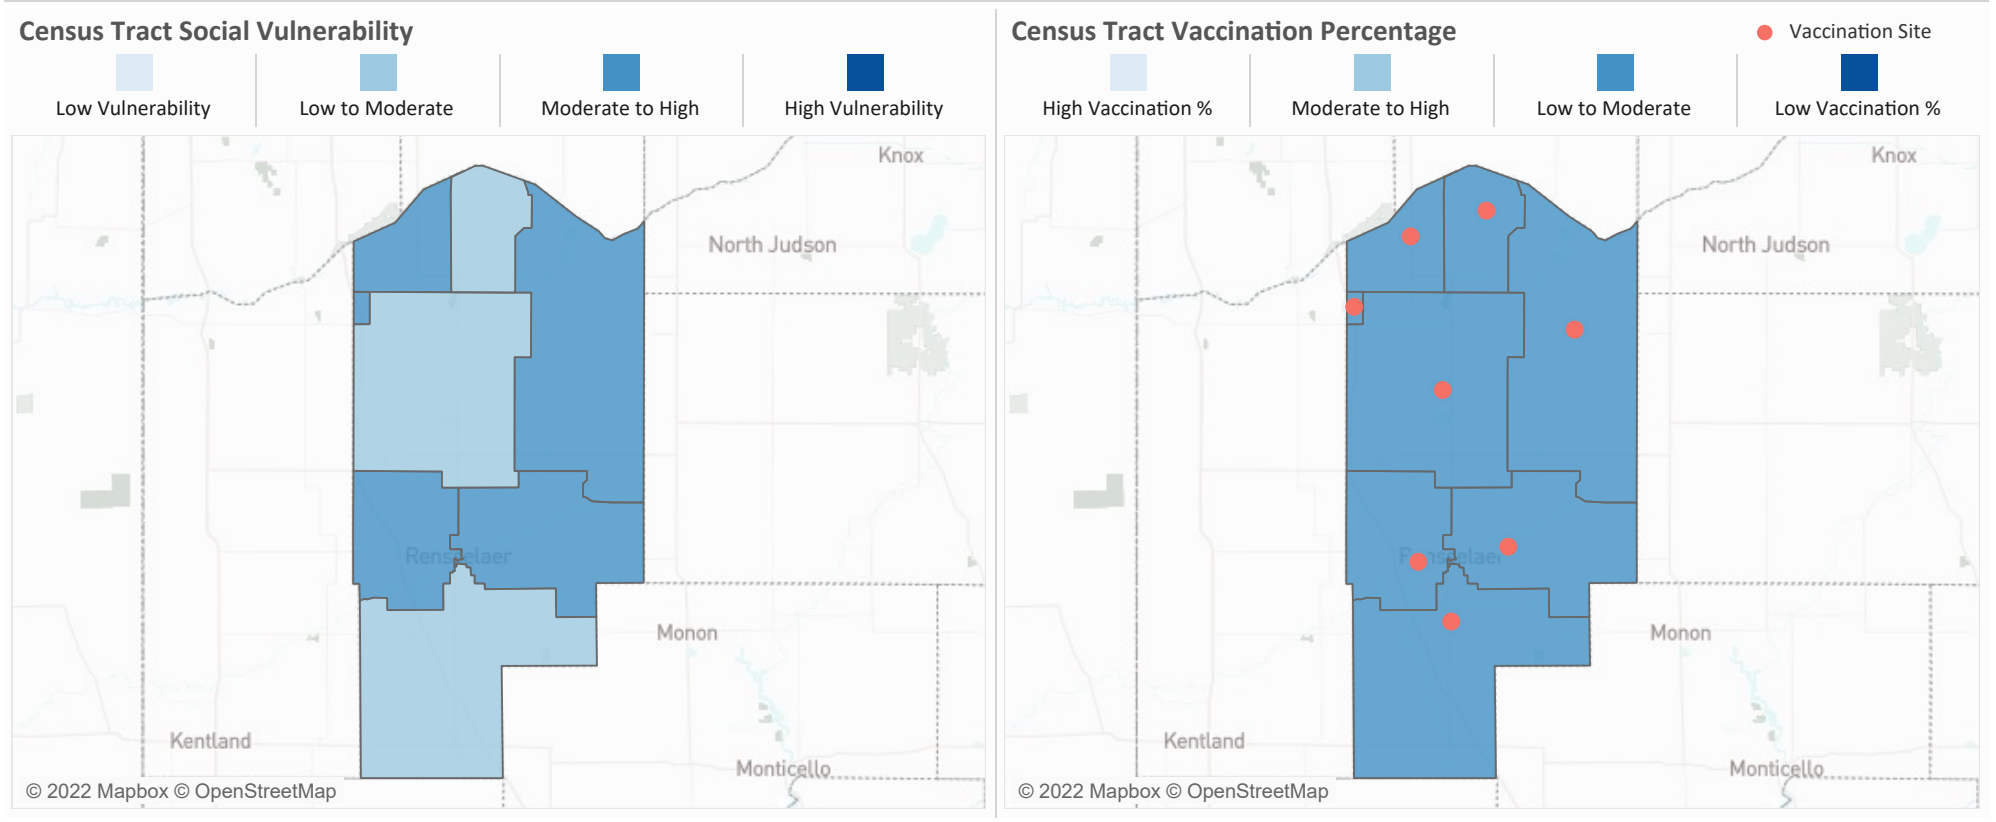 Census Tract Social Vulnerability
Low Vulnerability
Low to Moderate
Moderate to High
High Vulnerability
Knox
North Judson
Rensselaer
Monon
Kentland
Monticello
© 2022 Mapbox © OpenStreetMap
Census Tract Vaccination Percentage
Vaccination Site
High Vaccination %
Moderate to High
Low to Moderate
Low Vaccination %
Knox
North Judson
Rensselaer
Monon
Kentland
Monticello
© 2022 Mapbox © OpenStreetMap